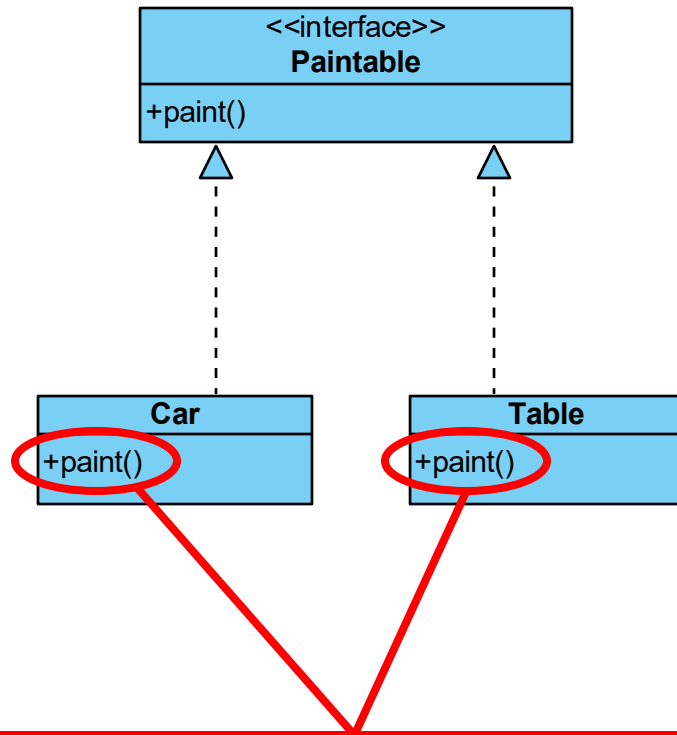 <<interface>>
Paintable
+paint()
Car
Table
+paint()
+paint()